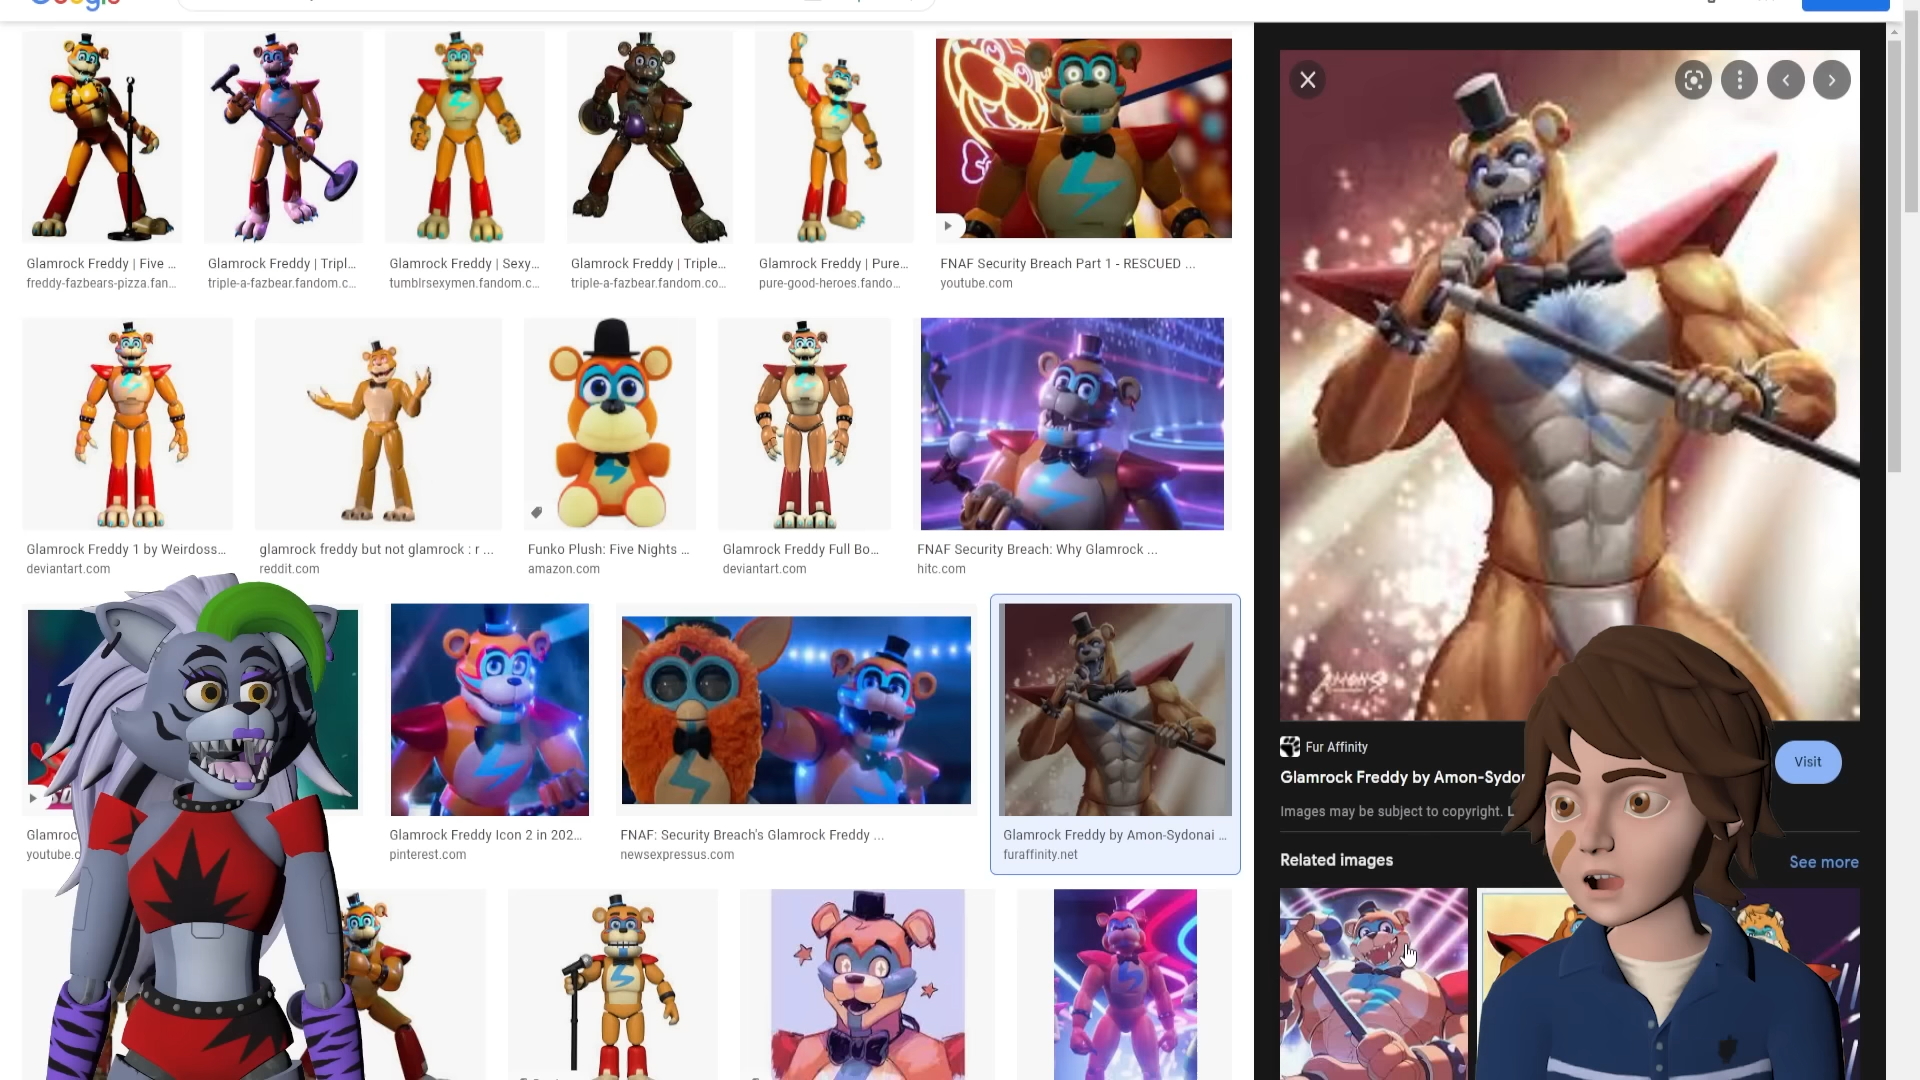 Glamrock Freddy | Five ...
freddy-fazbears-pizza.fan...
Glamrock Freddy | Tripl...
triple-a-fazbear.fandom.c...
Glamrock Freddy | Sexy...
tumblrsexymen.fandom.c...
Glamrock Freddy | Triple...
triple-a-fazbear.fandom.co...
Glamrock Freddy | Pure...
pure-good-heroes.fando...
FNAF Security Breach Part 1 - RESCUED ...
youtube.com
Glamrock Freddy 1 by Weirdoss...
deviantart.com
glamrock freddy but not glamrock : r ...
reddit.com
Funko Plush: Five Nights ...
amazon.com
Glamrock Freddy Full Bo...
deviantart.com
FNAF Security Breach: Why Glamrock ...
hitc.com
Glamroc
youtube.c
Glamrock Freddy Icon 2 in 202...
pinterest.com
FNAF: Security Breach's Glamrock Freddy ...
newsexpressus.com
Glamrock Freddy by Amon-Sydonai ...
furaffinity.net
Fur Affinity
Glamrock Freddy by Amon-Sydon
Visit
Images may be subject to copyright. L
Related images
See more